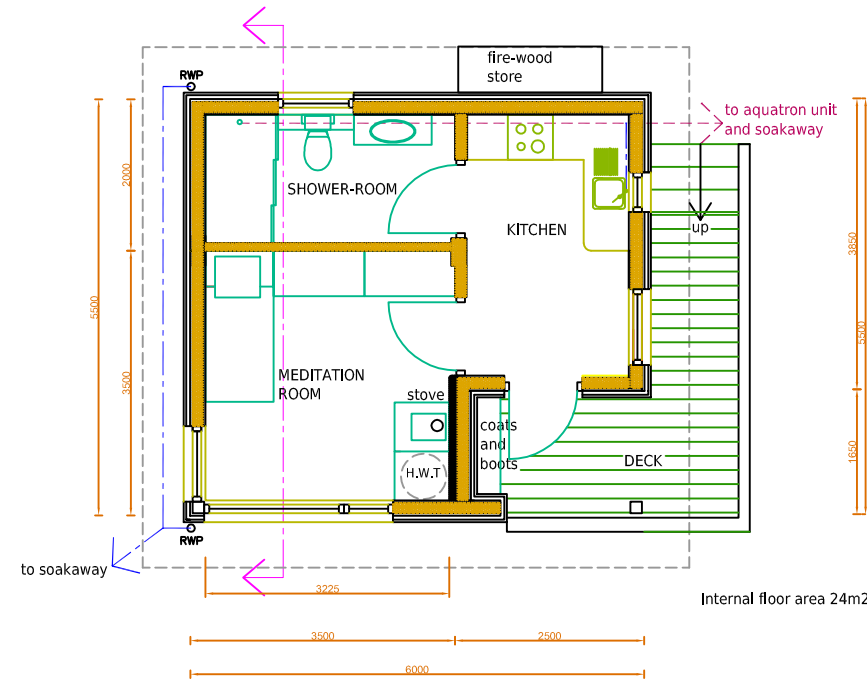 fire-wood
store
RWP
to aquatron unit
and soakaway
2000
SHOWER-ROOM
KITCHEN
up
3850
5500
5500
3500
MEDITATION
ROOM
stove
coats
and
boots
H.W.T
DECK
1650
RWP
to soakaway
3225
Internal floor area 24m2
3500
2500
6000